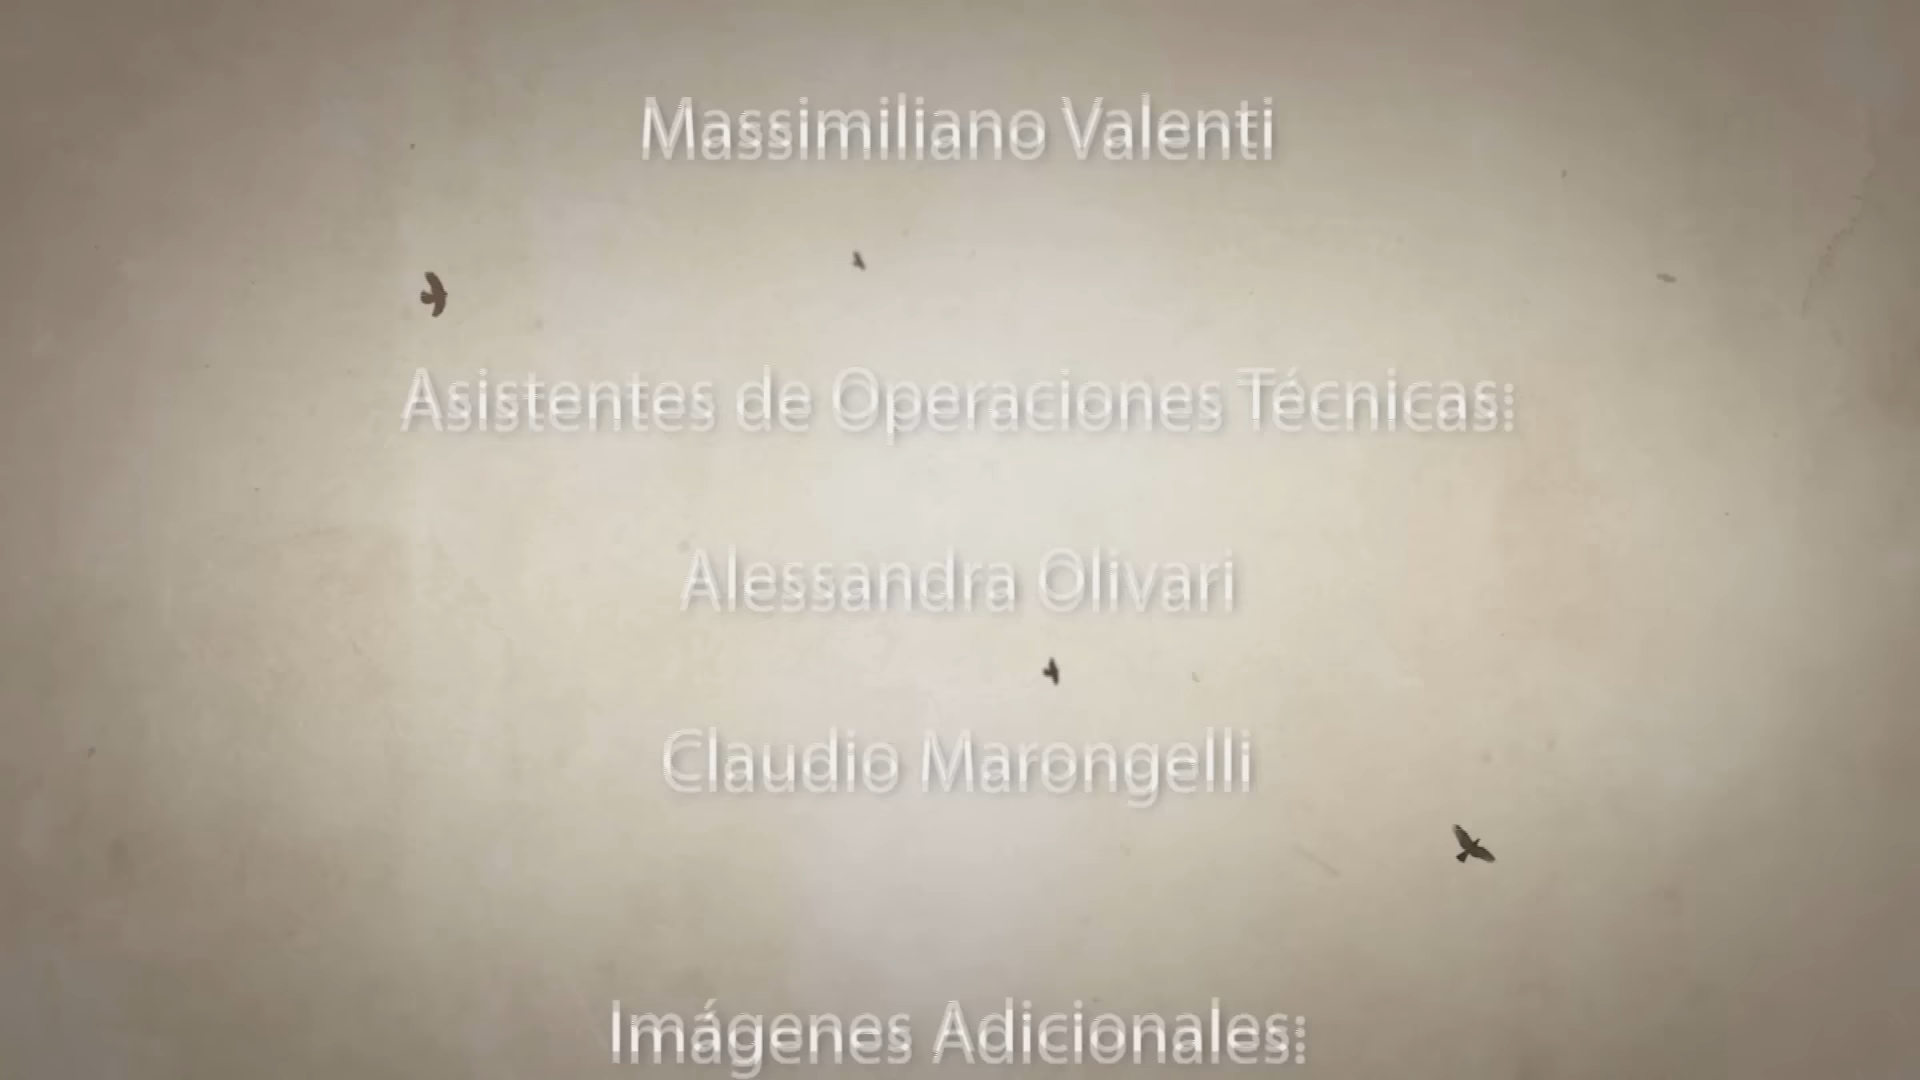 Massimiliano Valenti
Asistentes de Operaciones Técnicas:
Alessandra Olivari
Claudio Marongelli
Imágenes Adicionales: